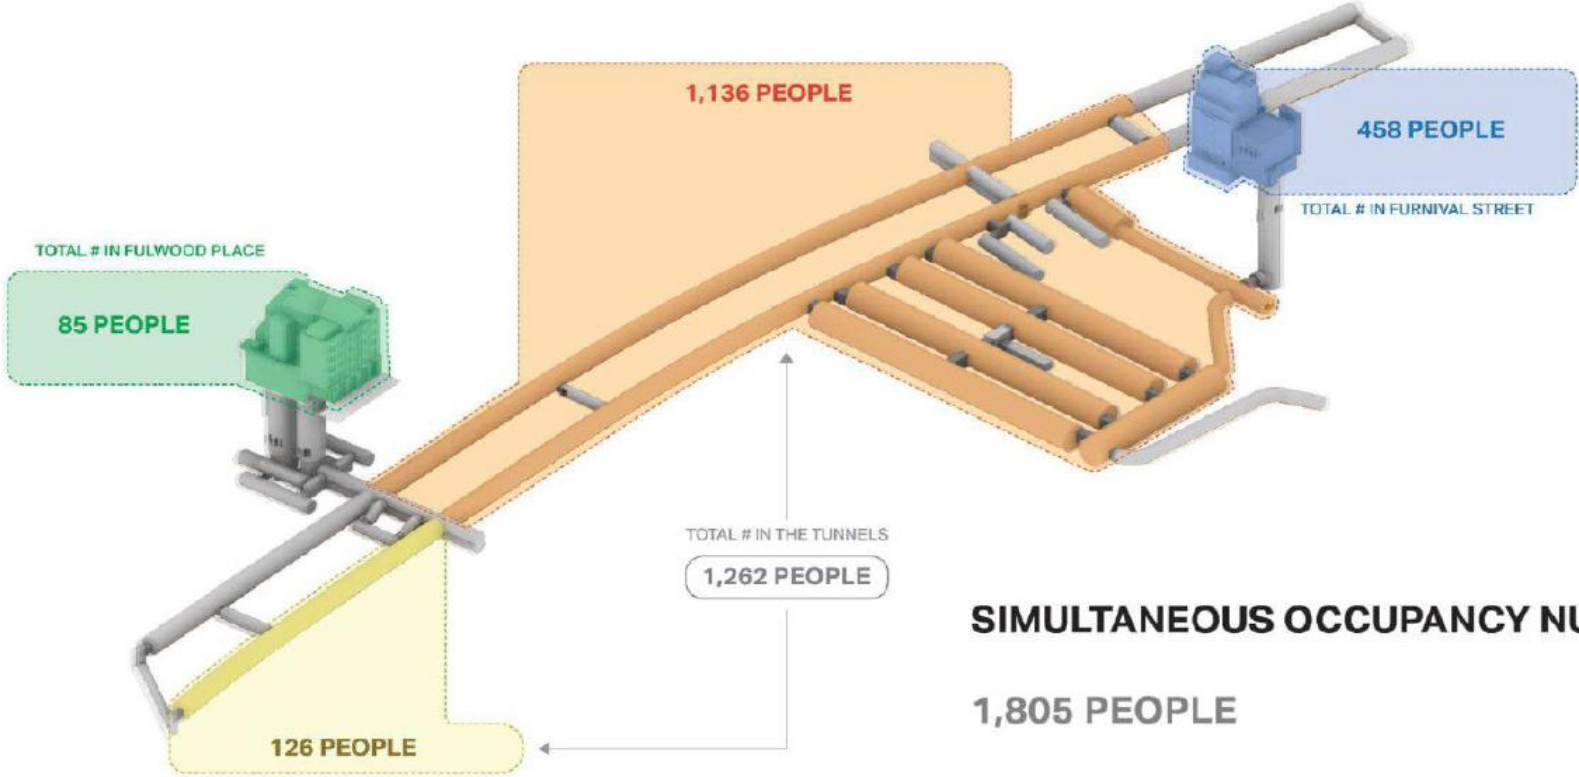 1,136 PEOPLE
458 PEOPLE
TOTAL # IN FURNIVAL STREET
TOTAL # IN FULWOOD PLACE
85 PEOPLE
TOTAL # IN THE TUNNELS
1,262 PEOPLE
SIMULTANEOUS OCCUPANCY
1,805 PEOPLE
126 PEOPLE